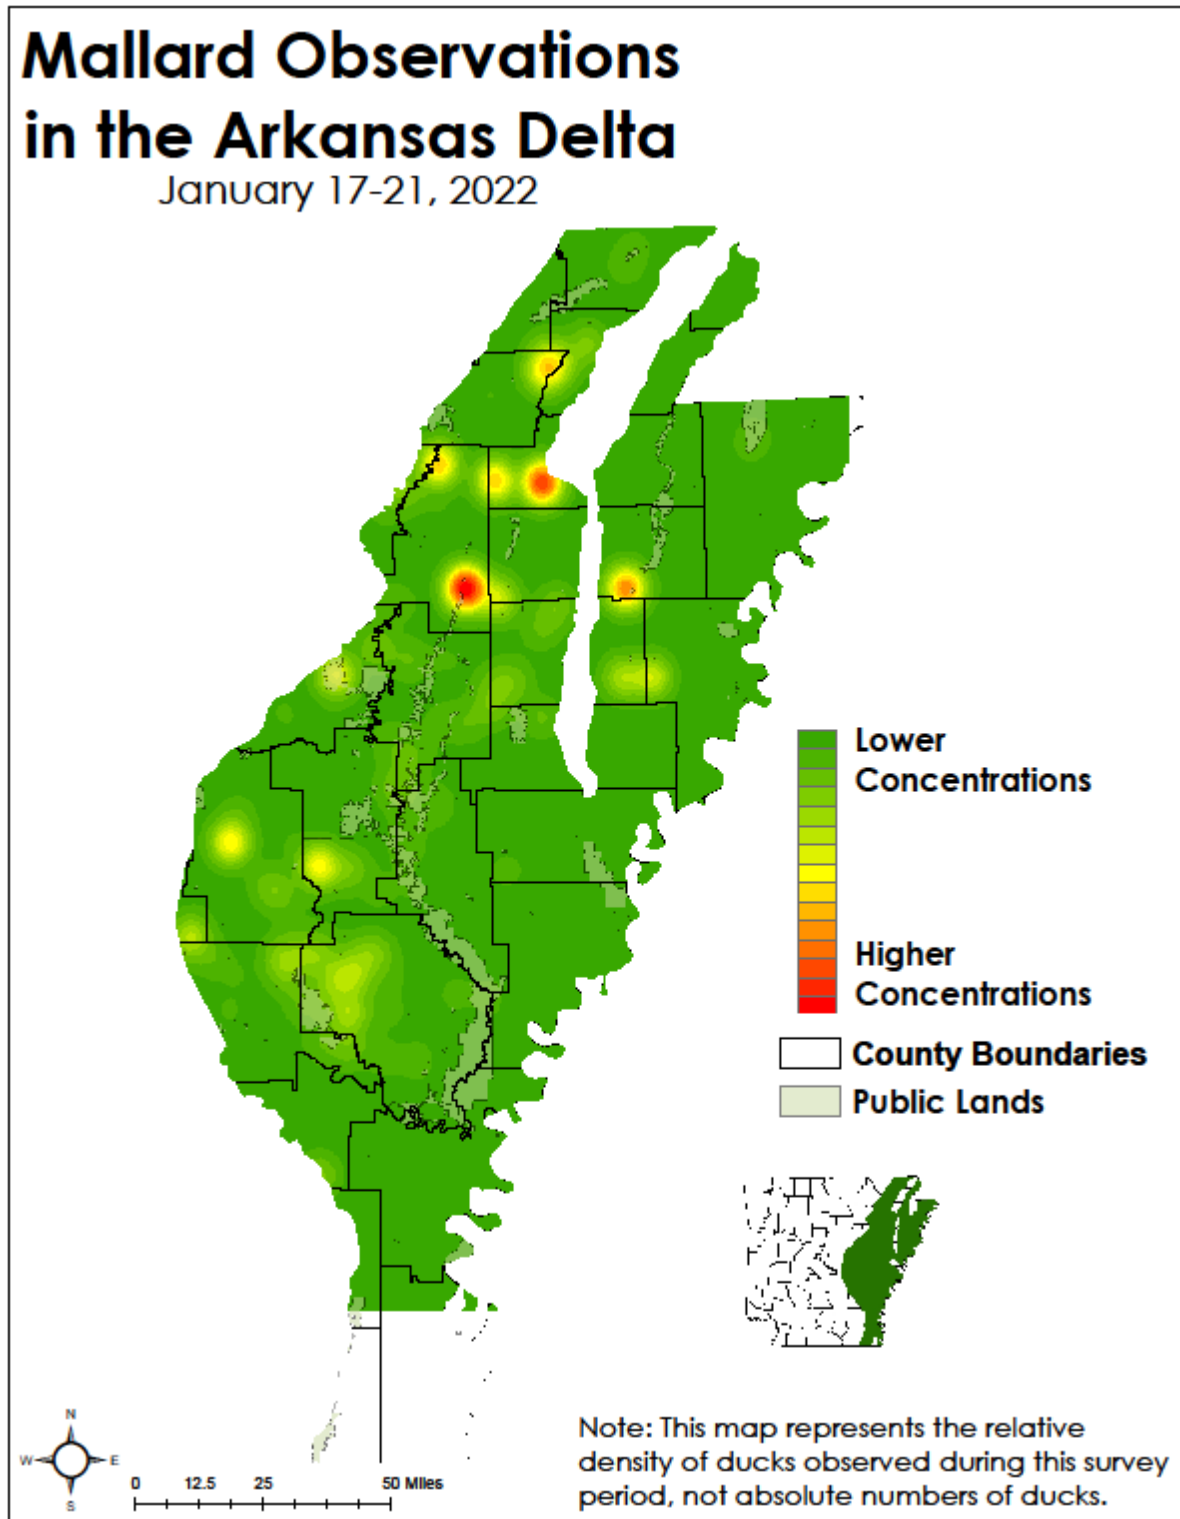 Mallard Observations
in the Arkansas Delta
January 17-21, 2022
Lower
Concentrations
Higher
Concentrations
County Boundaries
Public Lands
N
W E
S
0 12.5 25 50 Miles
Note: This map represents the relative
density of ducks observed during this survey
period, not absolute numbers of ducks.